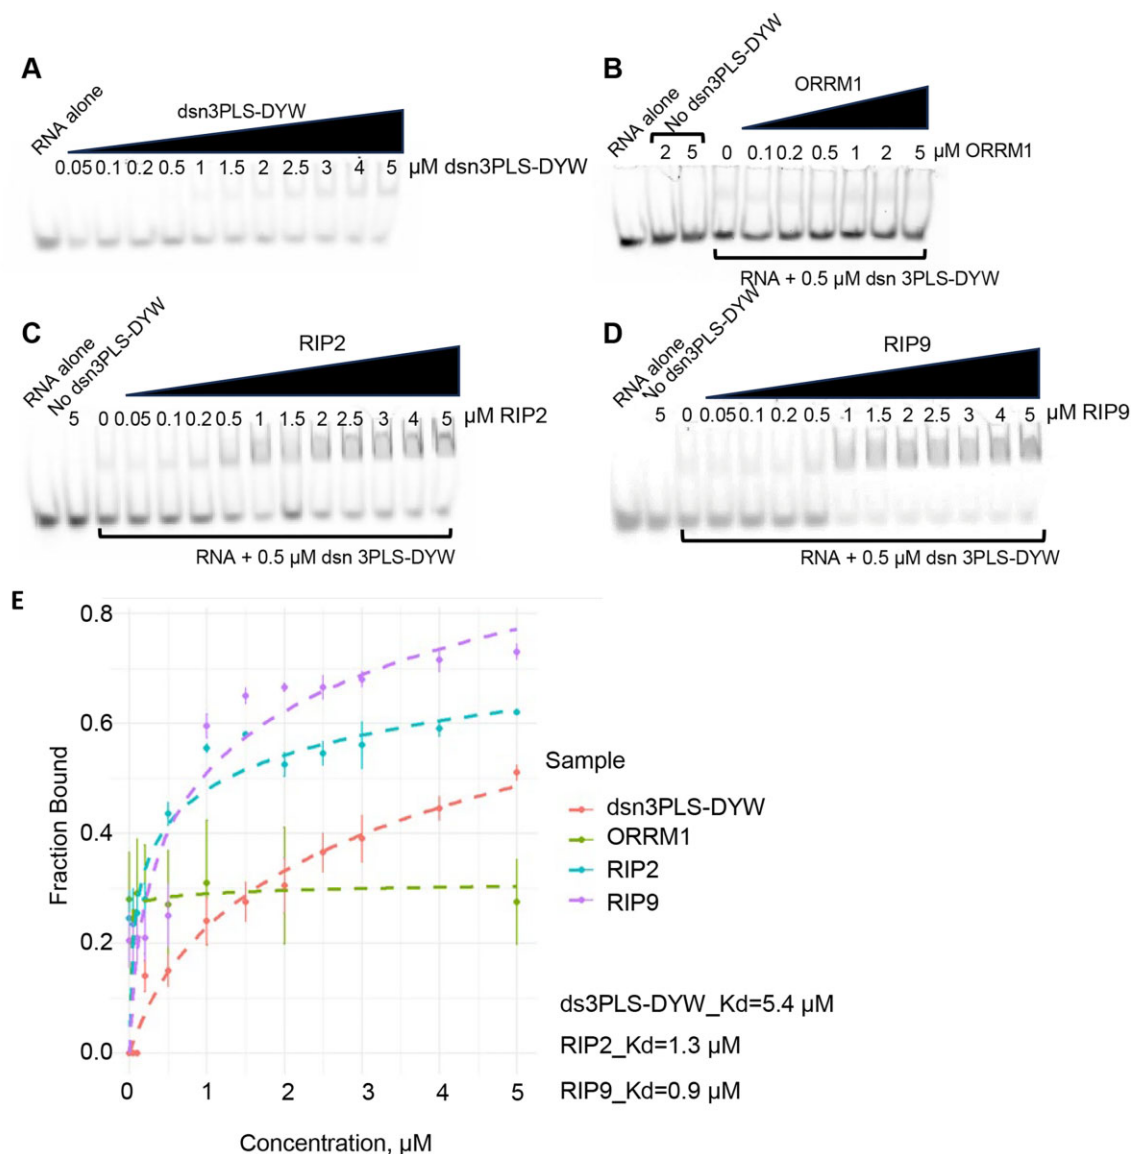 A
RNA alone
dsn3PLS-DYW
0.05 0.1 0.2 0.5 1 1.5 2 2.5 3 4 5 µM dsn3PLS-DYW
B
RNA alone
No dsn3PLS-DYW
ORRM1
2 5 0 0.1 0.2 0.5 1 2 5 µM ORRM1
RNA + 0.5 µM dsn 3PLS-DYW
C
RNA alone
No dsn3PLS-DYW
RIP2
5 0 0.05 0.1 0.2 0.5 1 1.5 2 2.5 3 4 5 µM RIP2
RNA + 0.5 µM dsn 3PLS-DYW
D
RNA alone
No dsn3PLS-DYW
RIP9
5 0 0.05 0.1 0.2 0.5 1 1.5 2 2.5 3 4 5 µM RIP9
RNA + 0.5 µM dsn 3PLS-DYW
E
0.8
0.6
0.4
0.2
0.0
Fraction Bound
0 1 2 3 4 5
Concentration, µM
Sample
dsn3PLS-DYW
ORRM1
RIP2
RIP9
ds3PLS-DYW_Kd=5.4 µM
RIP2_Kd=1.3 µM
RIP9_Kd=0.9 µM